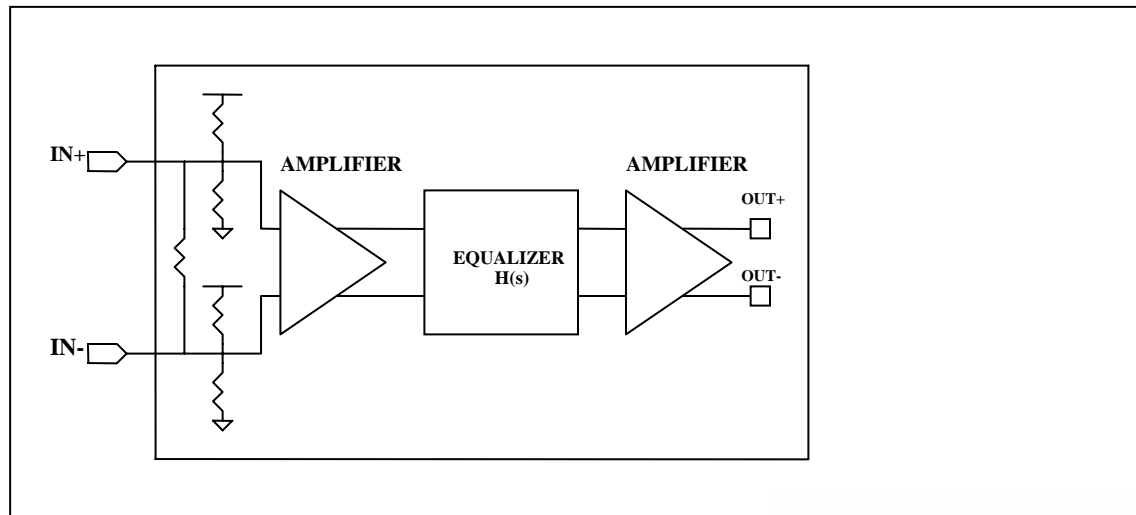 IN+
AMPLIFIER
AMPLIFIER
OUT+
EQUALIZER
H(s)
OUT-
IN-